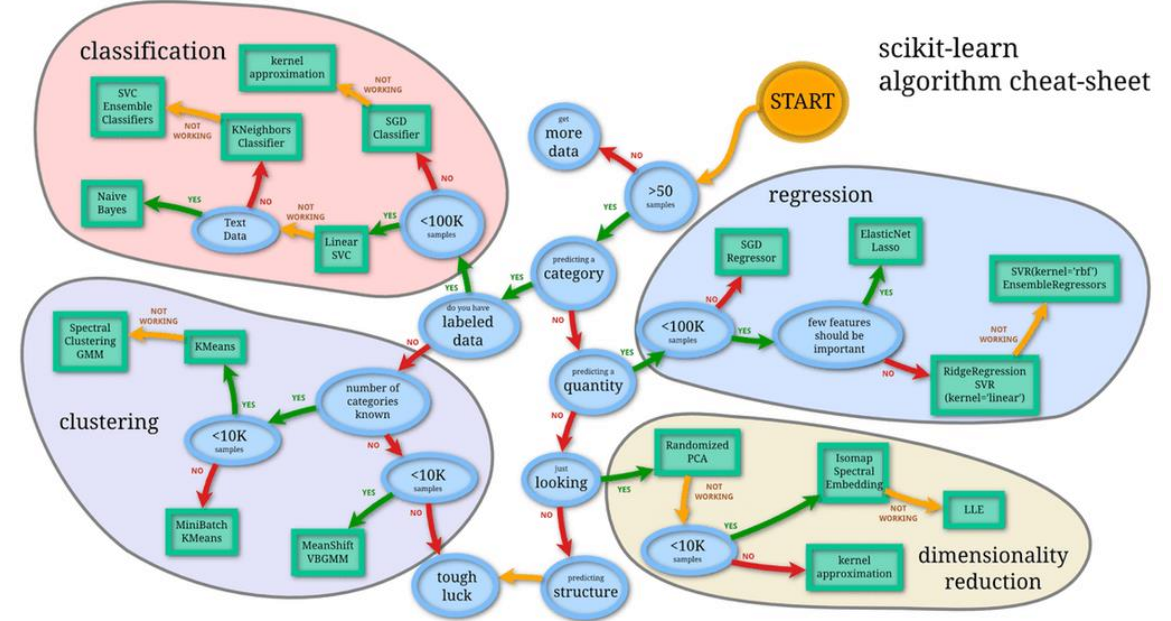 scikit-learn
algorithm cheat-sheet
START
classification
kernel
approximation
NOT
WORKING
SVC
Ensemble
Classifiers
NOT
WORKING
KNeighbors
Classifier
SGD
Classifier
NO
Naive
Bayes
YES
Text
Data
NO
NOT
WORKING
Linear
SVC
YES
<100K
samples
YES
get
more
data
NO
>50
samples
YES
predicting a
category
YES
NO
do you have
labeled
data
NO
predicting a
quantity
YES
NO
just
looking
YES
NO
predicting
structure
tough
luck
regression
SGD
Regressor
NO
<100K
samples
YES
ElasticNet
Lasso
YES
few features
should be
important
NO
SVR(kernel='rbf')
EnsembleRegressors
NOT
WORKING
RidgeRegression
SVR
(kernel='linear')
clustering
Spectral
Clustering
GMM
NOT
WORKING
KMeans
YES
<10K
samples
YES
number of
categories
known
NO
NO
MiniBatch
KMeans
<10K
samples
YES
NO
MeanShift
VBGMM
Randomized
PCA
NOT
WORKING
<10K
samples
YES
NO
Isomap
Spectral
Embedding
NOT
WORKING
LLE
kernel
approximation
dimensionality
reduction